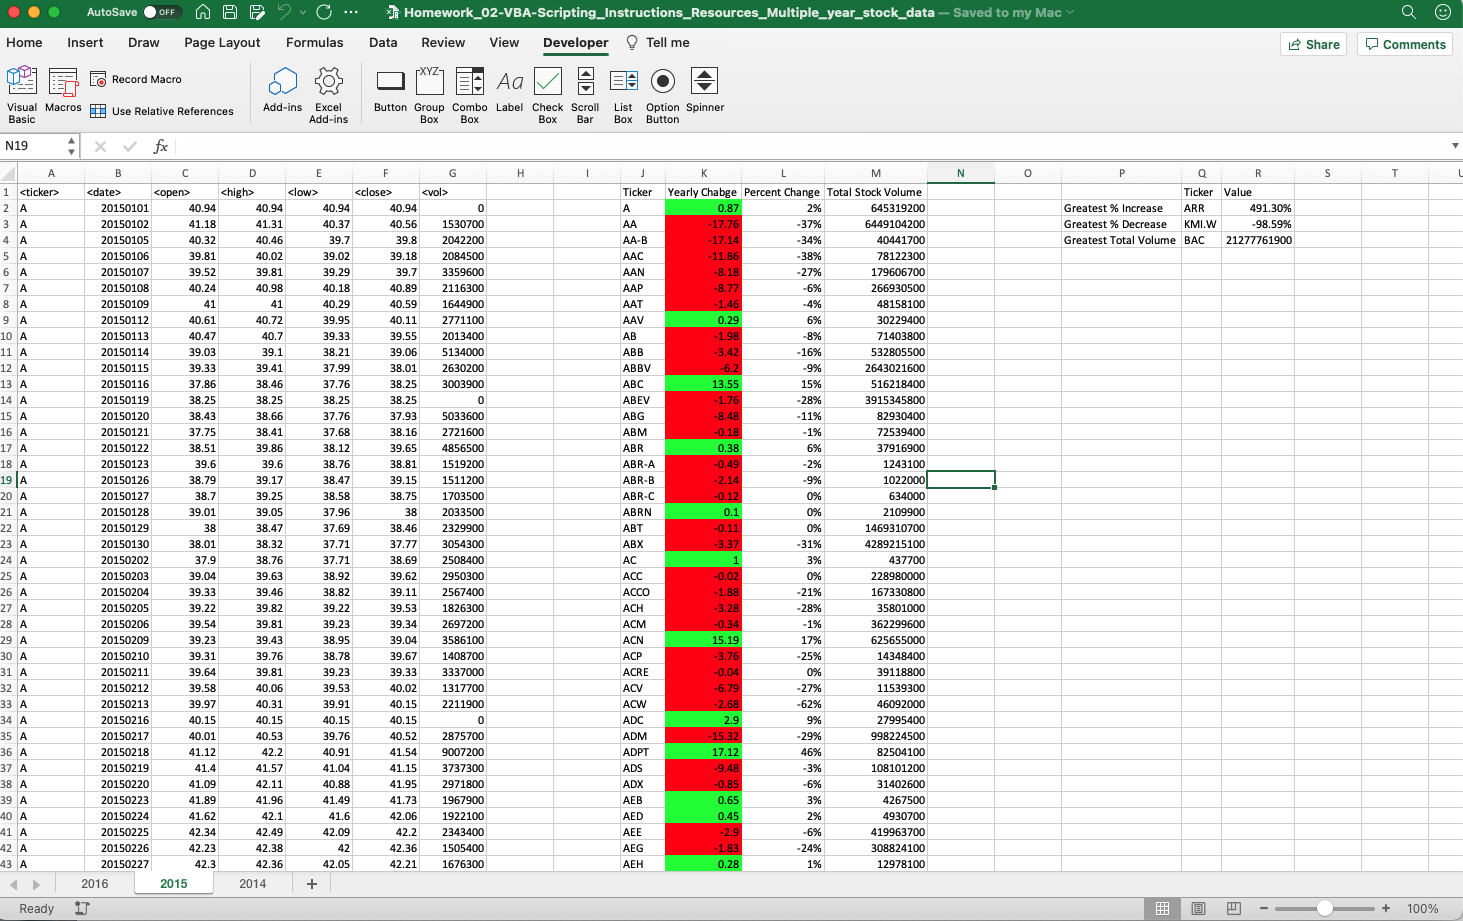 AutoSave OFF Homework_02-VBA-Scripting_Instructions_Resources_Multiple_year_stock_data — Saved to my Mac
Home Insert Draw Page Layout Formulas Data Review View Developer Tell me Share Comments
Visual Basic Macros Record Macro Use Relative References Add-ins Excel Add-ins Button XYZ Group Box Combo Box Aa Label Check Box Scroll Bar List Box Option Button Spinner
N19 fx
A B C D E F G H I J K L M N O P Q R S T
1 <ticker> <date> <open> <high> <low> <close> <vol> Ticker Yearly Chabge Percent Change Total Stock Volume Ticker Value
2 A 20150101 40.94 40.94 40.94 40.94 0 A 0.87 2% 645319200 Greatest % Increase ARR 491.30%
3 A 20150102 41.18 41.31 40.37 40.56 1530700 AA -17.76 -37% 6449104200 Greatest % Decrease KMI.W -98.59%
4 A 20150105 40.32 40.46 39.7 39.8 2042200 AA-B -17.14 -34% 40441700 Greatest Total Volume BAC 21277761900
5 A 20150106 39.81 40.02 39.02 39.18 2084500 AAC -11.86 -38% 78122300
6 A 20150107 39.52 39.81 39.29 39.7 3359600 AAN -8.18 -27% 179606700
7 A 20150108 40.24 40.98 40.18 40.89 2116300 AAP -8.77 -6% 266930500
8 A 20150109 41 41 40.29 40.59 1644900 AAT -1.46 -4% 48158100
9 A 20150112 40.61 40.72 39.95 40.11 2771100 AAV 0.29 6% 30229400
10 A 20150113 40.47 40.7 39.33 39.55 2013400 AB -1.98 -8% 71403800
11 A 20150114 39.03 39.1 38.21 39.06 5134000 ABB -3.42 -16% 532805500
12 A 20150115 39.33 39.41 37.99 38.01 2630200 ABBV -6.2 -9% 2643021600
13 A 20150116 37.86 38.46 37.76 38.25 3003900 ABC 13.55 15% 516218400
14 A 20150119 38.25 38.25 38.25 38.25 0 ABEV -1.76 -28% 3915345800
15 A 20150120 38.43 38.66 37.76 37.93 5033600 ABG -8.48 -11% 82930400
16 A 20150121 37.75 38.41 37.68 38.16 2721600 ABM -0.18 -1% 72539400
17 A 20150122 38.51 39.86 38.12 39.65 4856500 ABR 0.38 6% 37916900
18 A 20150123 39.6 39.6 38.76 38.81 1519200 ABR-A -0.49 -2% 1243100
19 A 20150126 38.79 39.17 38.47 39.15 1511200 ABR-B -2.14 -9% 1022000
20 A 20150127 38.7 39.25 38.58 38.75 1703500 ABR-C -0.12 0% 634000
21 A 20150128 39.01 39.05 37.96 38 2033500 ABRN 0.1 0% 2109900
22 A 20150129 38 38.47 37.69 38.46 2329900 ABT -0.11 0% 1469310700
23 A 20150130 38.01 38.32 37.71 37.77 3054300 ABX -3.37 -31% 4289215100
24 A 20150202 37.9 38.76 37.71 38.69 2508400 AC 1 3% 437700
25 A 20150203 39.04 39.63 38.92 39.62 2950300 ACC -0.02 0% 228980000
26 A 20150204 39.33 39.46 38.82 39.11 2567400 ACCO -1.88 -21% 167330800
27 A 20150205 39.22 39.82 39.22 39.53 1826300 ACH -3.28 -28% 35801000
28 A 20150206 39.54 39.81 39.23 39.34 2697200 ACM -0.34 -1% 362299600
29 A 20150209 39.23 39.43 38.95 39.04 3586100 ACN 15.19 17% 625655000
30 A 20150210 39.31 39.76 38.78 39.67 1408700 ACP -3.76 -25% 14348400
31 A 20150211 39.64 39.81 39.23 39.33 3337000 ACRE -0.04 0% 39118800
32 A 20150212 39.58 40.06 39.53 40.02 1317700 ACV -6.79 -27% 11539300
33 A 20150213 39.97 40.31 39.91 40.15 2211900 ACW -2.68 -62% 46092000
34 A 20150216 40.15 40.15 40.15 40.15 0 ADC 2.9 9% 27995400
35 A 20150217 40.01 40.53 39.76 40.52 2875700 ADM -15.32 -29% 998224500
36 A 20150218 41.12 42.2 40.91 41.54 9007200 ADPT 17.12 46% 82504100
37 A 20150219 41.4 41.57 41.04 41.15 3737300 ADS -9.48 -3% 108101200
38 A 20150220 41.09 42.11 40.88 41.95 2971800 ADX -0.85 -6% 31402600
39 A 20150223 41.89 41.96 41.49 41.73 1967900 AEB 0.65 3% 4267500
40 A 20150224 41.62 42.1 41.6 42.06 1922100 AED 0.45 2% 4930700
41 A 20150225 42.34 42.49 42.09 42.2 2343400 AEE -2.9 -6% 419963700
42 A 20150226 42.23 42.38 42 42.36 1505400 AEG -1.83 -24% 308824100
43 A 20150227 42.3 42.36 42.05 42.21 1676300 AEH 0.28 1% 12978100
2016 2015 2014 +
Ready 100%